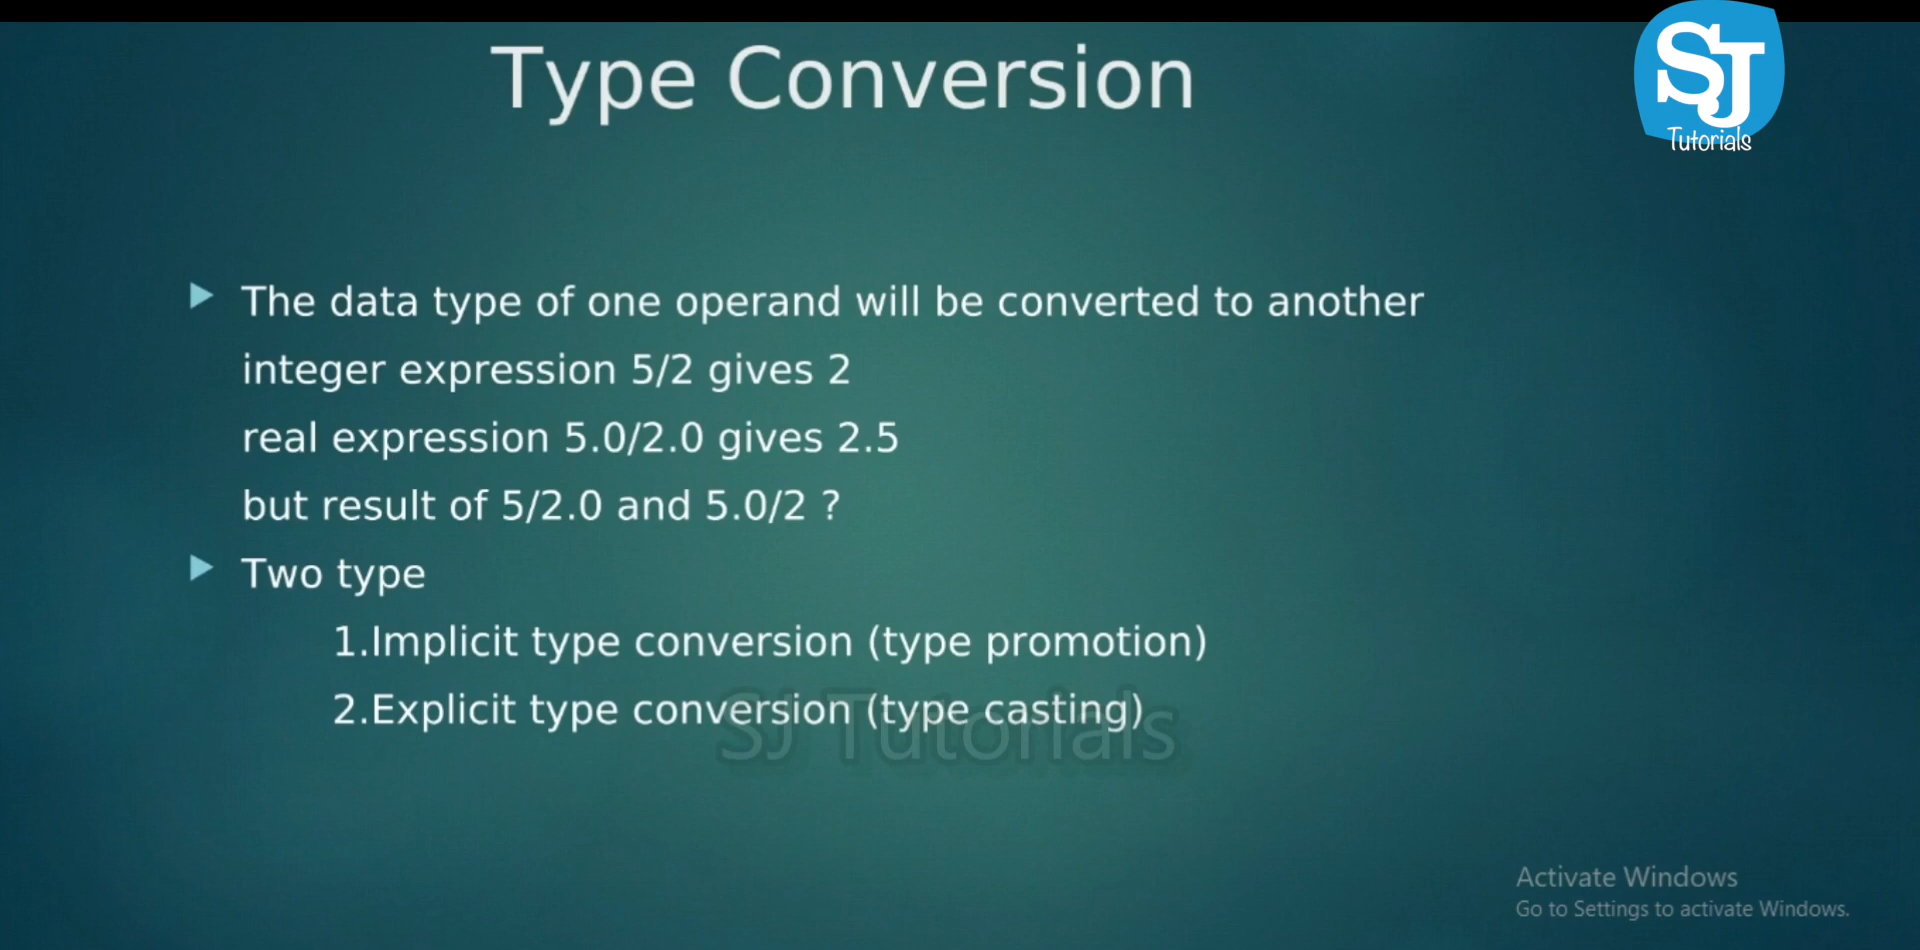 Type Conversion
SJ
Tutorials
The data type of one operand will be converted to another
integer expression 5/2 gives 2
real expression 5.0/2.0 gives 2.5
but result of 5/2.0 and 5.0/2 ?
Two type
1.Implicit type conversion (type promotion)
2.Explicit type conversion (type casting)
SJ Tutorials
Activate Windows
Go to Settings to activate Windows.